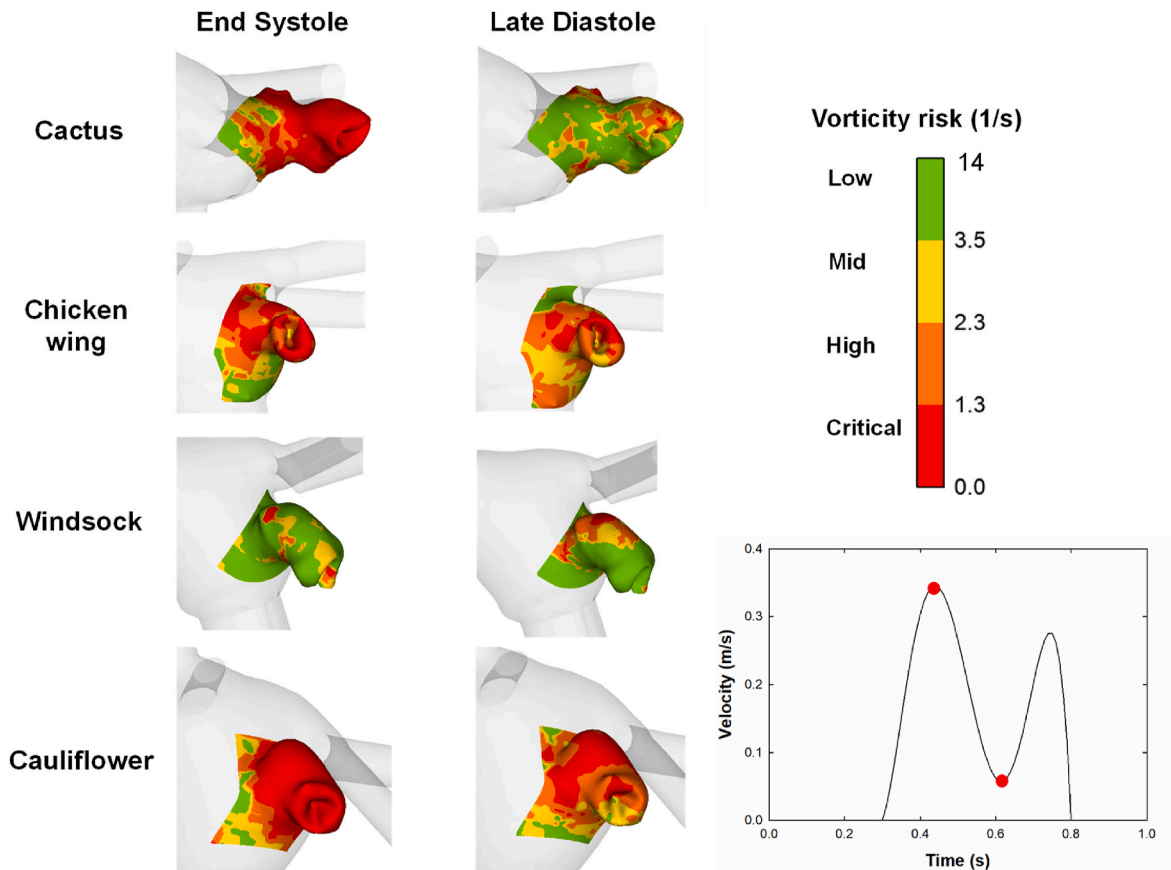 End Systole
Late Diastole
Cactus
Chicken
wing
Windsock
Cauliflower
Vorticity risk (1/s)
Low
Mid
High
Critical
14
3.5
2.3
1.3
0.0
Velocity (m/s)
0.4
0.3
0.2
0.1
0.0
0.0 0.2 0.4 0.6 0.8 1.0
Time (s)